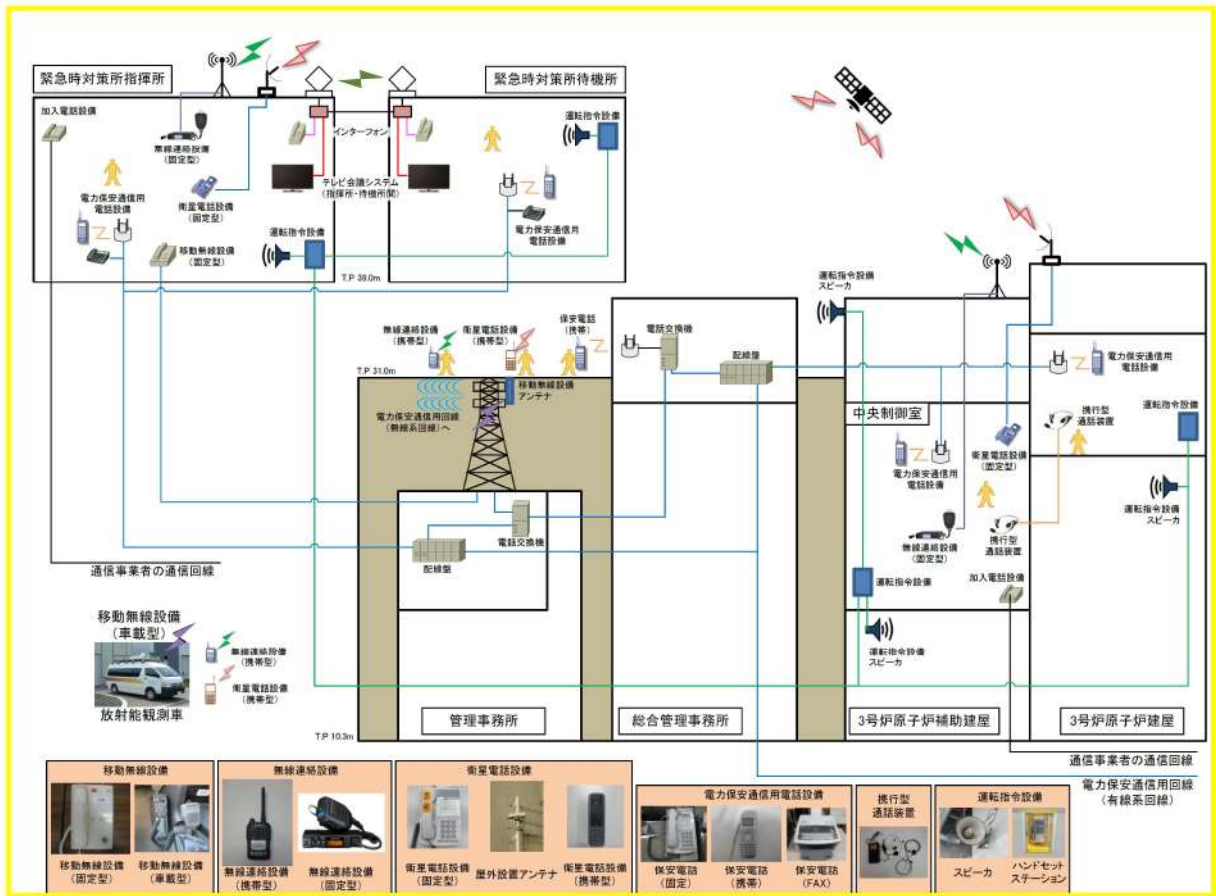 緊急時対策所指揮所
緊急時対策所待機所
加入電話設備
無線連絡設備
(固定型)
インターフォン
運転指令設備
電力保安通信用
電話設備
衛星電話設備
(固定型)
テレビ会議システム
(指揮所・待機所間)
移動無線設備
(固定型)
運転指令設備
電力保安通信用
電話設備
T.P 39.0m
無線連絡設備
(携帯型)
衛星電話設備
(携帯型)
保安電話
(携帯)
電話交換機
配線盤
運転指令設備
スピーカ
電力保安通信用
電話設備
T.P 31.0m
移動無線設備
アンテナ
電力保安通信用回線
(無線系回線)へ
中央制御室
携行型
通話装置
運転指令設備
衛星電話設備
(固定型)
電力保安通信用
電話設備
運転指令設備
スピーカ
電話交換機
配線盤
無線連絡設備
(固定型)
携行型
通話装置
通信事業者の通信回線
運転指令設備
加入電話設備
移動無線設備
(車載型)
無線連絡設備
(携帯型)
衛星電話設備
(携帯型)
放射能観測車
運転指令設備
スピーカ
管理事務所
総合管理事務所
3号炉原子炉補助建屋
3号炉原子炉建屋
T.P 10.3m
通信事業者の通信回線
電力保安通信用回線
(有線系回線)
移動無線設備
移動無線設備
(固定型)
移動無線設備
(車載型)
無線連絡設備
無線連絡設備
(携帯型)
無線連絡設備
(固定型)
衛星電話設備
衛星電話設備
(固定型)
屋外設置アンテナ
衛星電話設備
(携帯型)
電力保安通信用電話設備
保安電話
(固定)
保安電話
(携帯)
保安電話
(FAX)
携行型
通話装置
運転指令設備
スピーカ
ハンドセット
ステーション